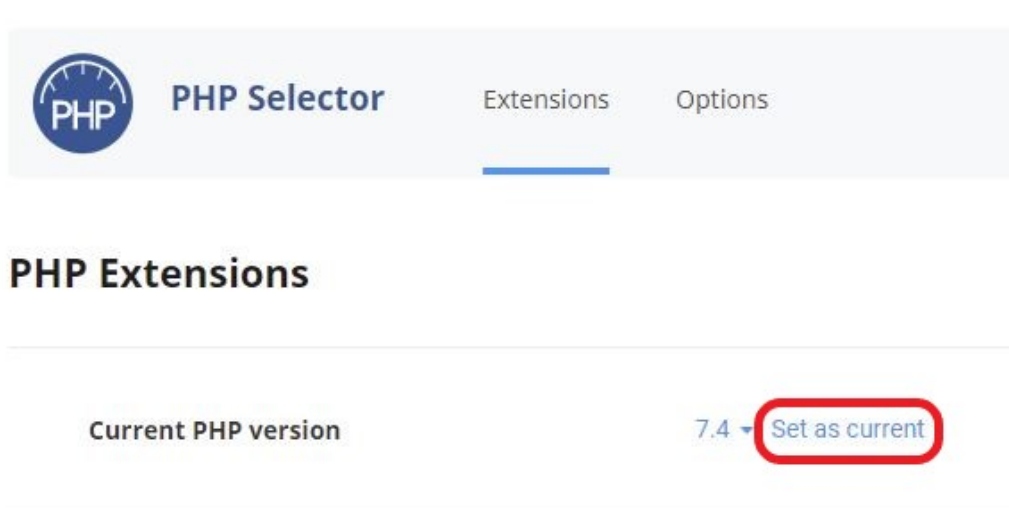 PHP
PHP Selector
Extensions
Options
PHP Extensions
Current PHP version
7.4
Set as current